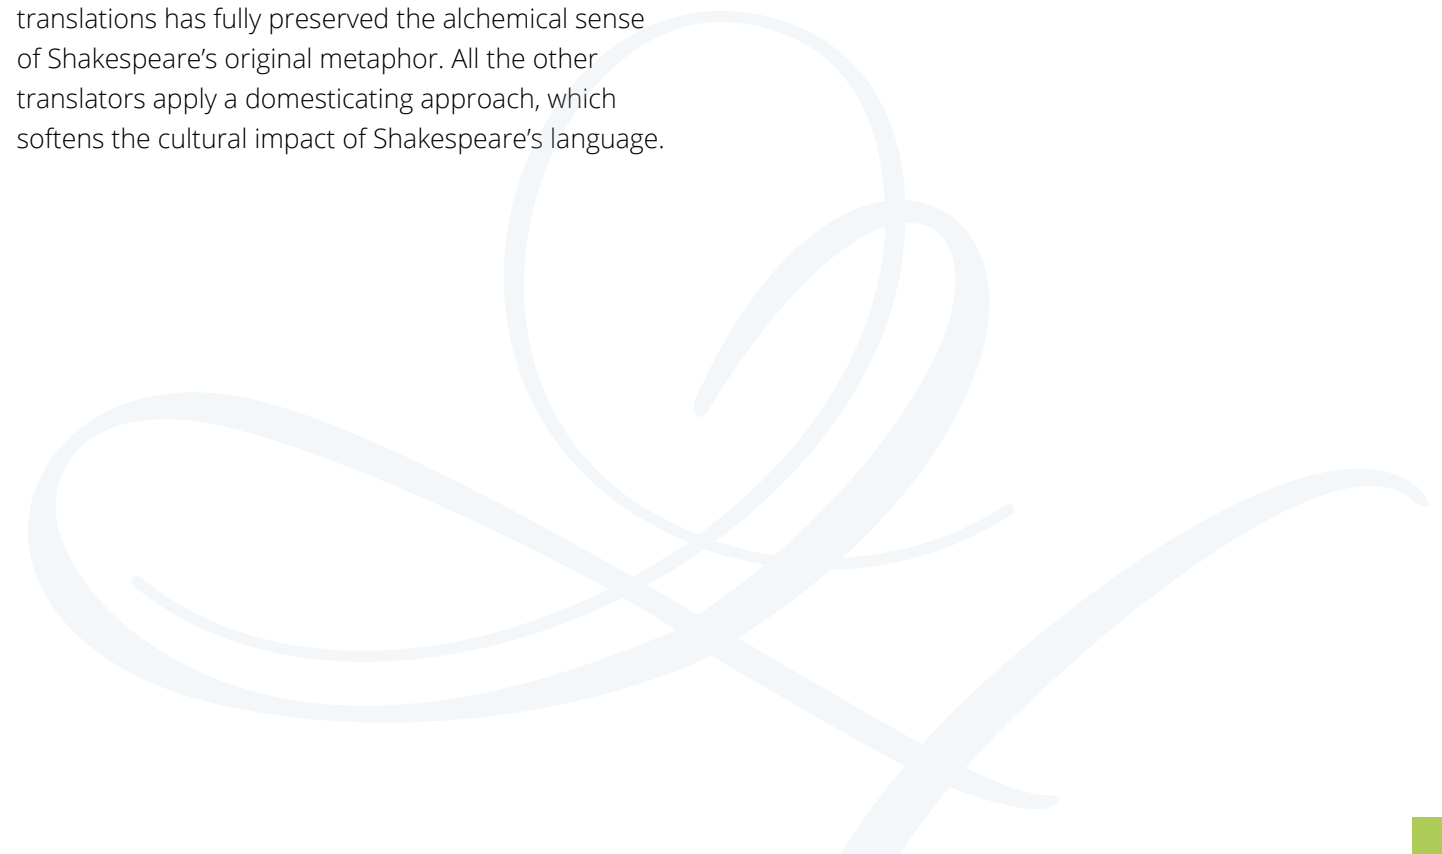 translations has fully preserved the alchemical sense
of Shakespeare’s original metaphor. All the other
translators apply a domesticating approach, which
softens the cultural impact of Shakespeare’s language.